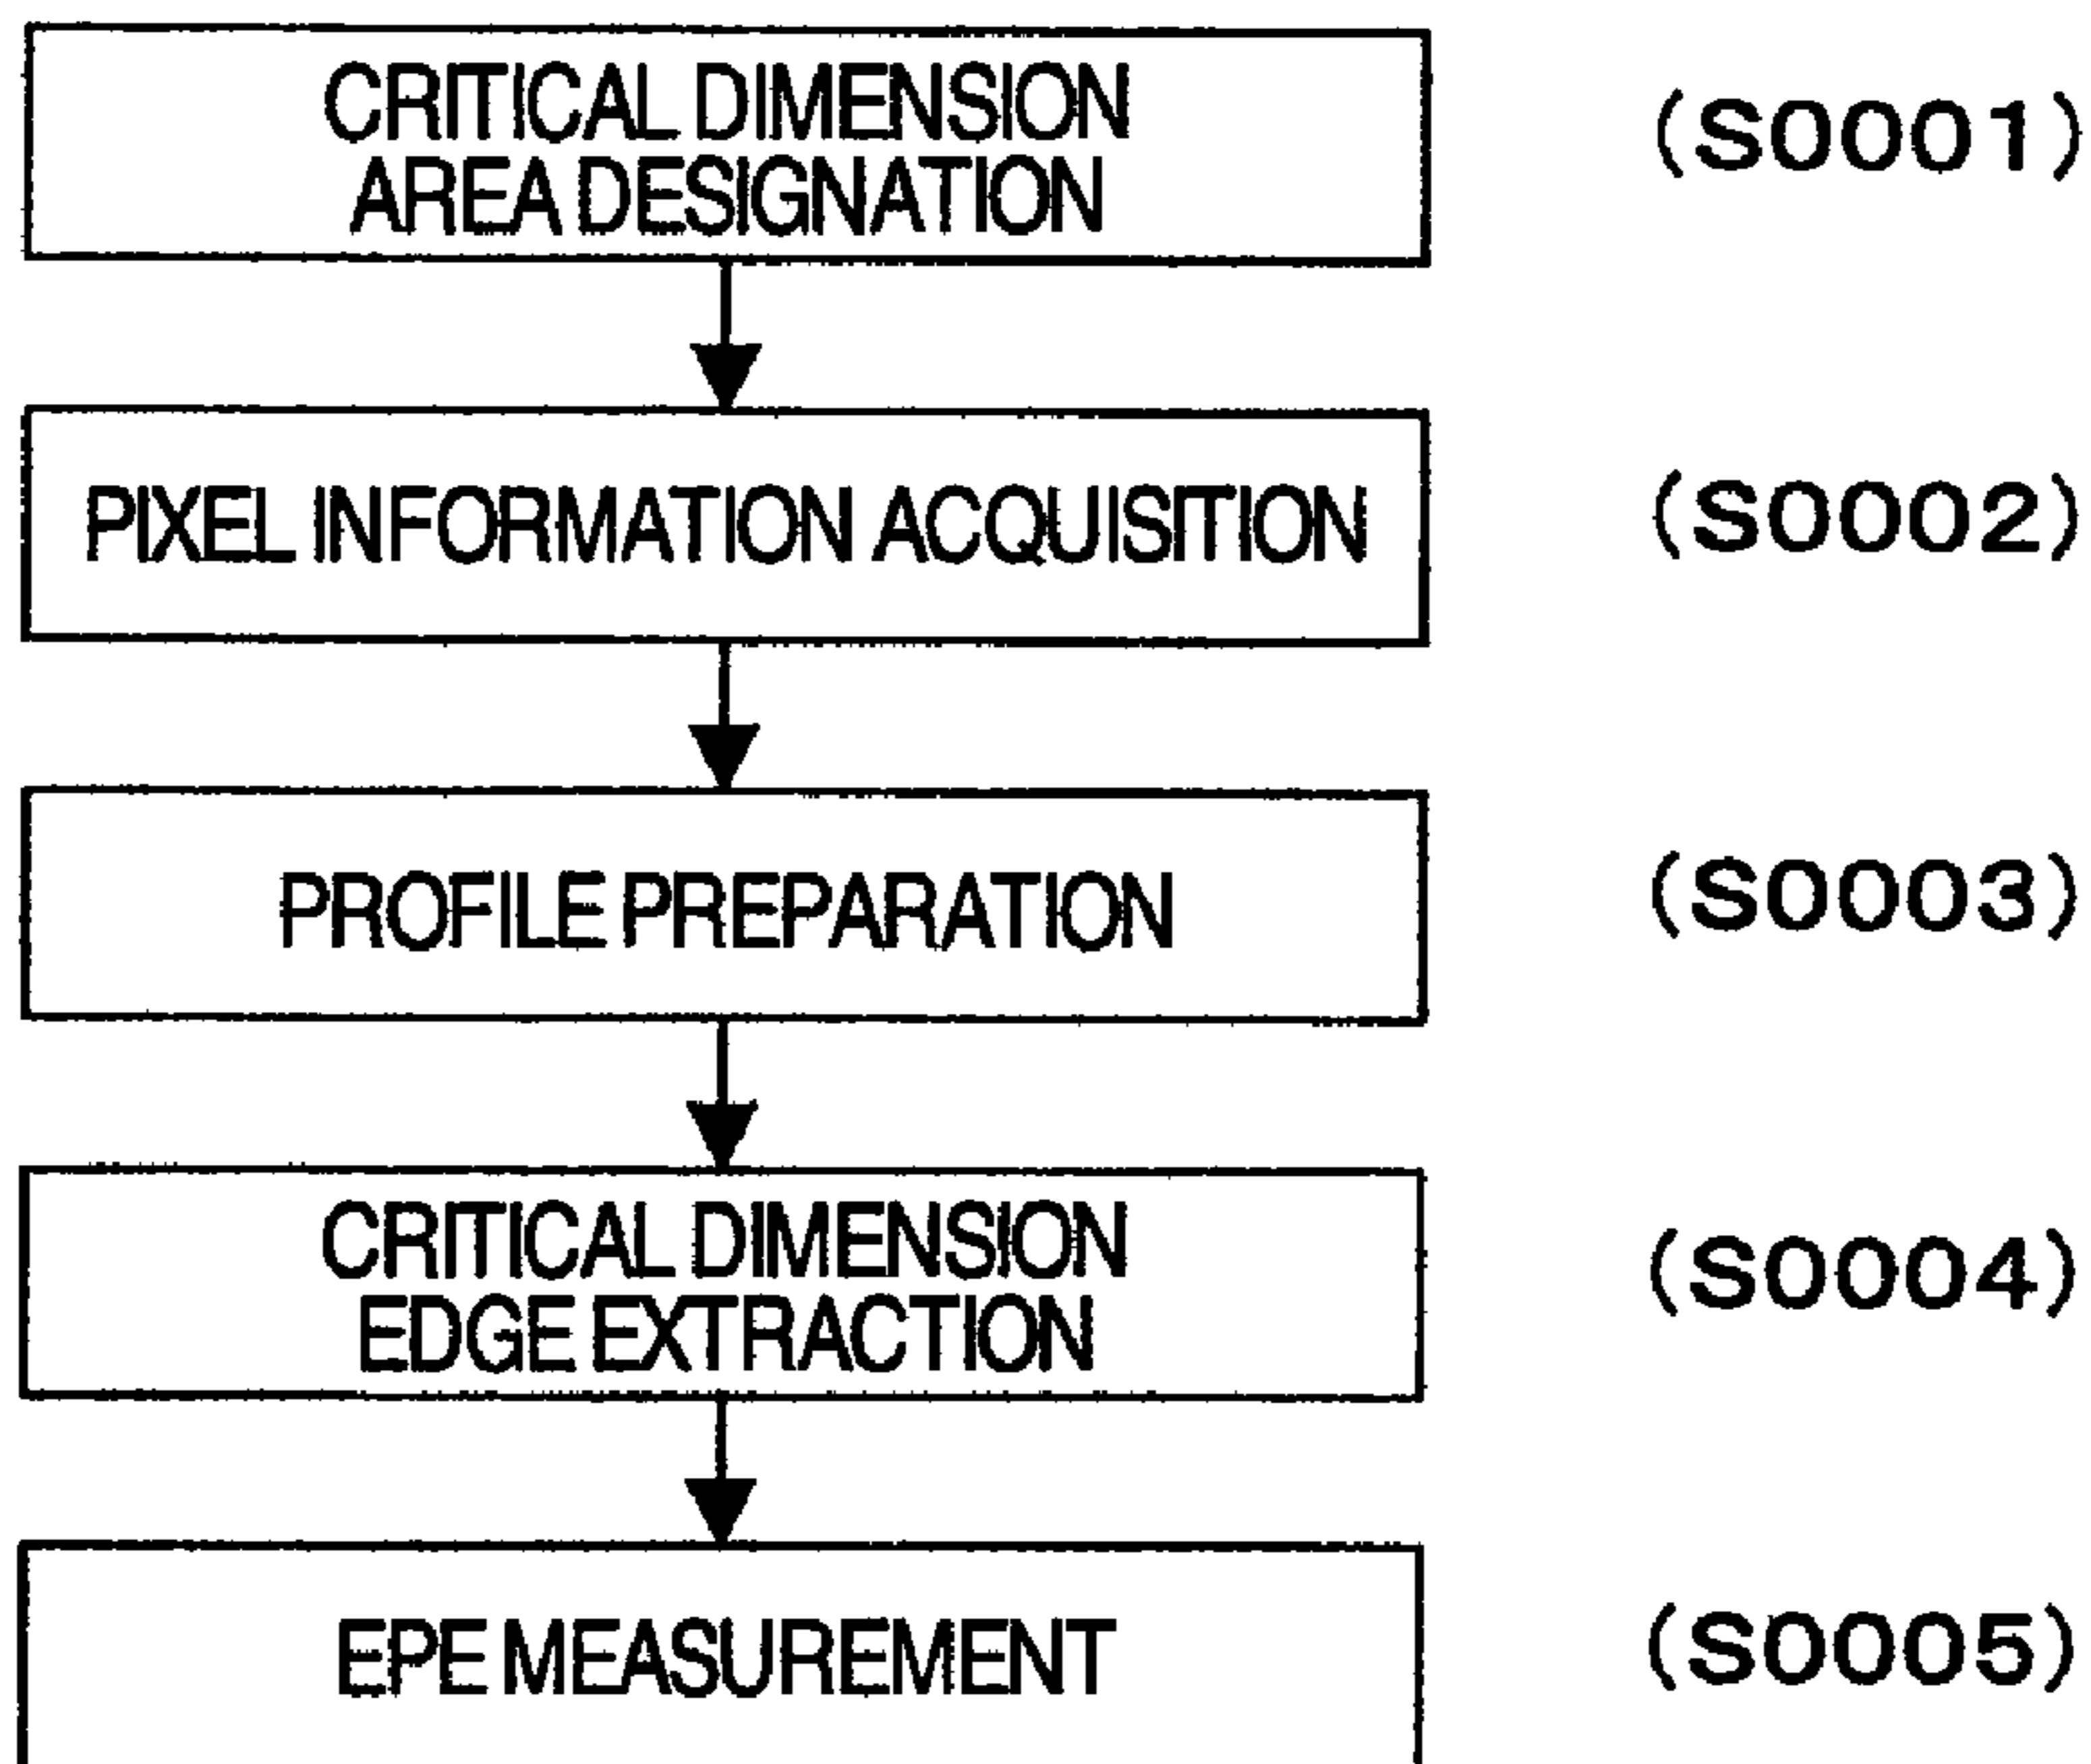 CRITICAL DIMENSION
AREA DESIGNATION
(S0001)
PIXEL INFORMATION ACQUISITION
(S0002)
PROFILE PREPARATION
(S0003)
CRITICAL DIMENSION
EDGE EXTRACTION
(S0004)
EPE MEASUREMENT
(S0005)